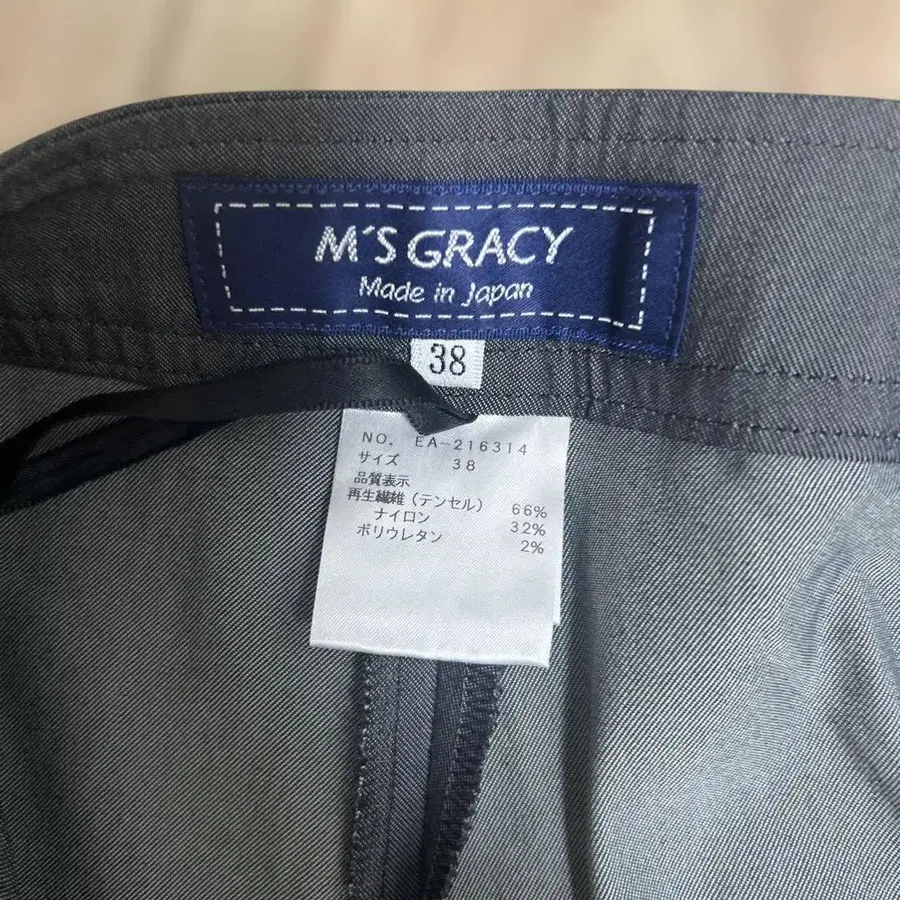 M'S GRACY
Made in Japan
38
NO. EA-216314
サイズ 38
品質表示
再生繊維(テンセル) 66%
ナイロン 32%
ポリウレタン 2%